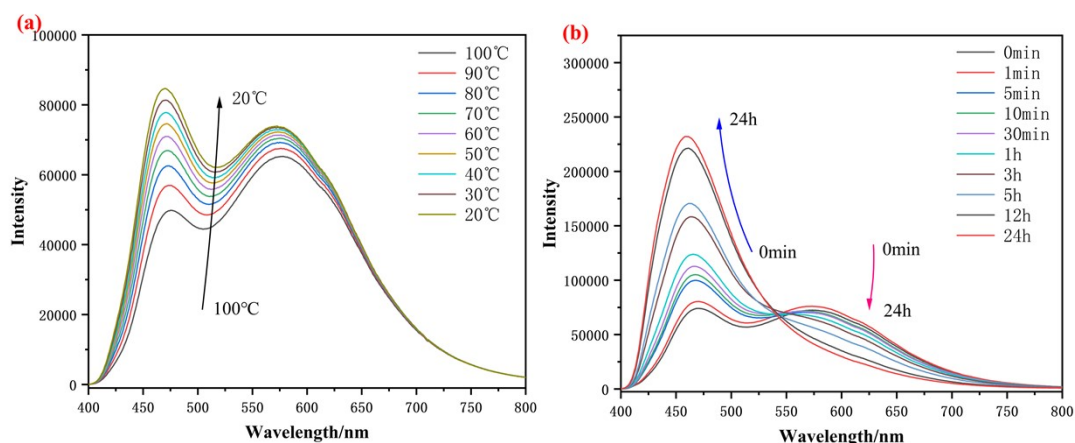 (a)
100000
80000
60000
40000
20000
0
Intensity
400 450 500 550 600 650 700 750 800
Wavelength/nm
20℃
100℃
100℃
90℃
80℃
70℃
60℃
50℃
40℃
30℃
20℃
(b)
300000
250000
200000
150000
100000
50000
0
Intensity
400 450 500 550 600 650 700 750 800
Wavelength/nm
24h
0min
0min
24h
0min
1min
5min
10min
30min
1h
3h
5h
12h
24h